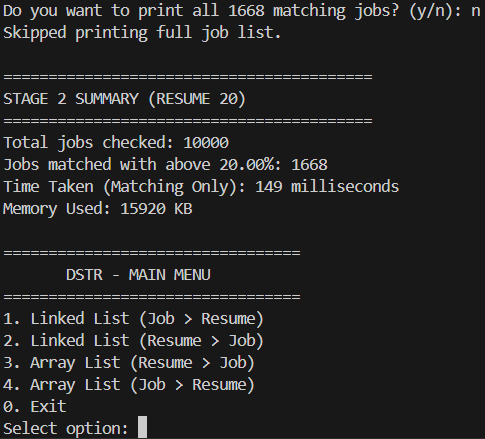 Do you want to print all 1668 matching jobs? (y/n): n
Skipped printing full job list.
=========================================
STAGE 2 SUMMARY (RESUME 20)
=========================================
Total jobs checked: 10000
Jobs matched with above 20.00%: 1668
Time Taken (Matching Only): 149 milliseconds
Memory Used: 15920 KB
=================================
DSTR - MAIN MENU
=================================
1. Linked List (Job > Resume)
2. Linked List (Resume > Job)
3. Array List (Resume > Job)
4. Array List (Job > Resume)
0. Exit
Select option: